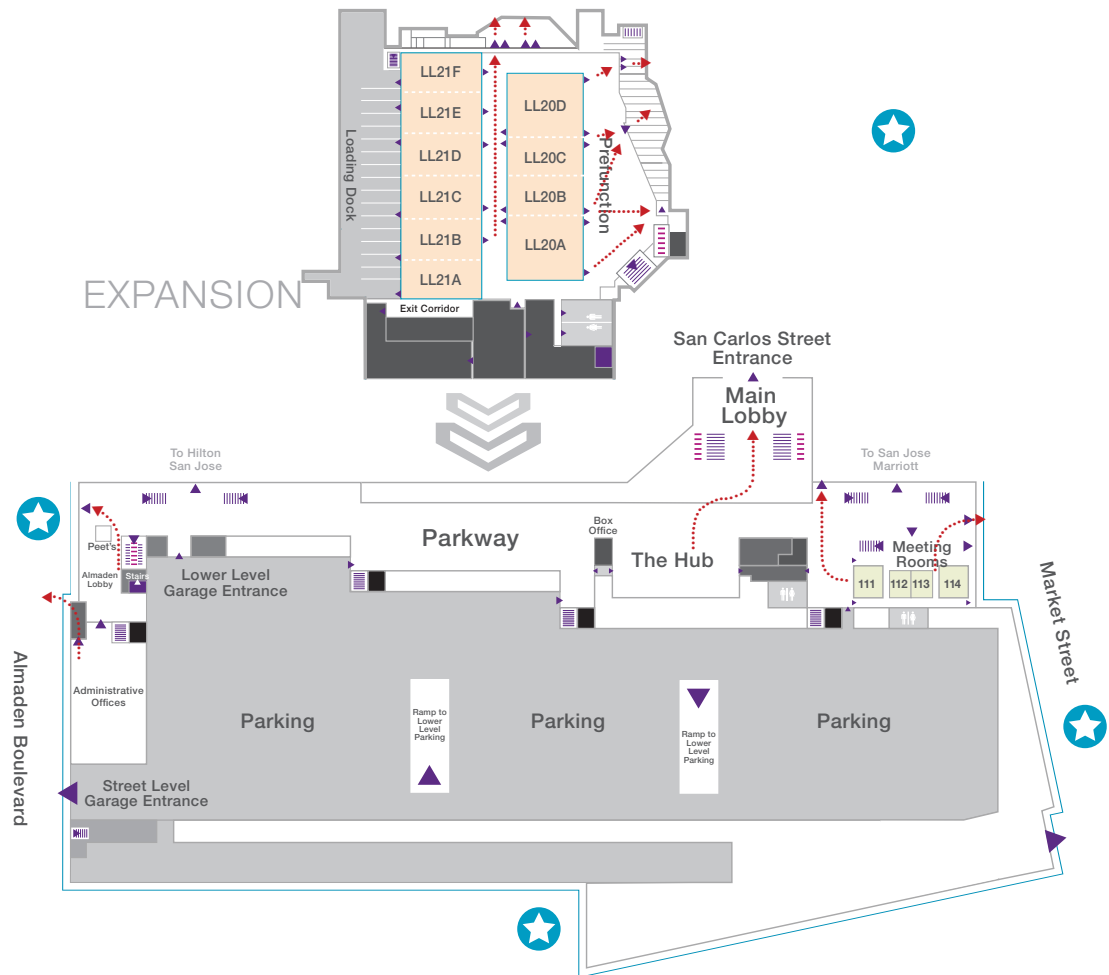 LL21F
LL21E
LL21D
LL21C
LL21B
LL21A
LL20D
LL20C
LL20B
LL20A
Loading Dock
Prefunction
EXPANSION
Exit Corridor
San Carlos Street
Entrance
Main
Lobby
To Hilton
San Jose
To San Jose
Marriott
Peet's
Almaden
Lobby
Stairs
Lower Level
Garage Entrance
Parkway
Box
Office
The Hub
Meeting
Rooms
111
112
113
114
Market Street
Almaden Boulevard
Administrative
Offices
Parking
Ramp to
Lower
Level
Parking
Parking
Ramp to
Lower
Level
Parking
Parking
Street Level
Garage Entrance